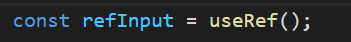 const refInput = useRef();